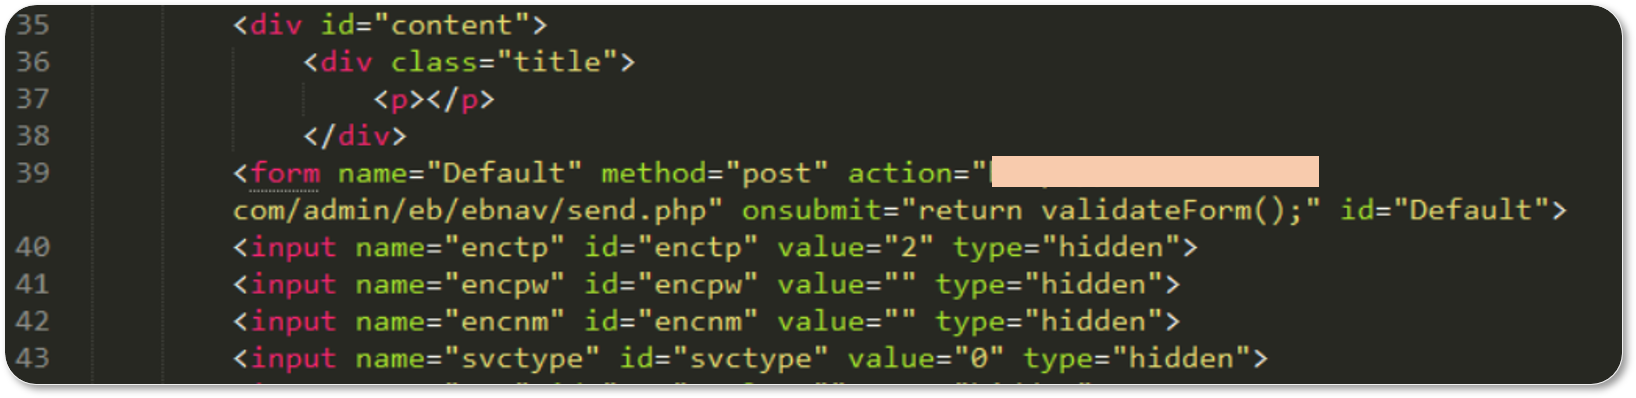 35 <div id="content">
36 <div class="title">
37 <p></p>
38 </div>
39 <form name="Default" method="post" action="
com/admin/eb/ebnav/send.php" onsubmit="return validateForm();" id="Default">
40 <input name="enctp" id="enctp" value="2" type="hidden">
41 <input name="encpw" id="encpw" value="" type="hidden">
42 <input name="encnm" id="encnm" value="" type="hidden">
43 <input name="svctype" id="svctype" value="0" type="hidden">